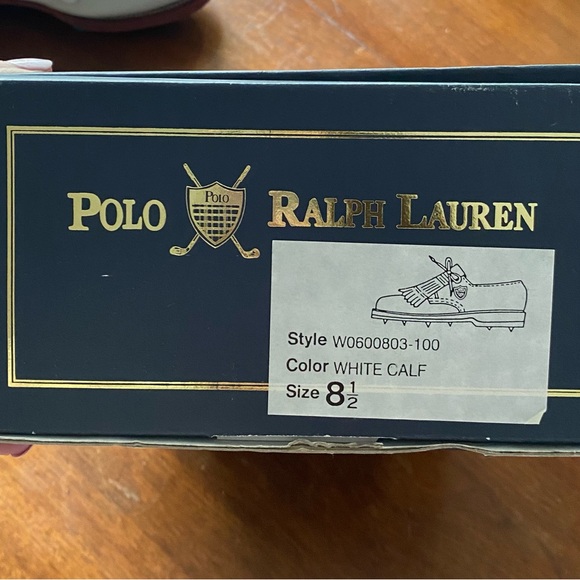 POLO POLO RALPH LAUREN
Style W0600803-100
Color WHITE CALF
Size 8 1/2